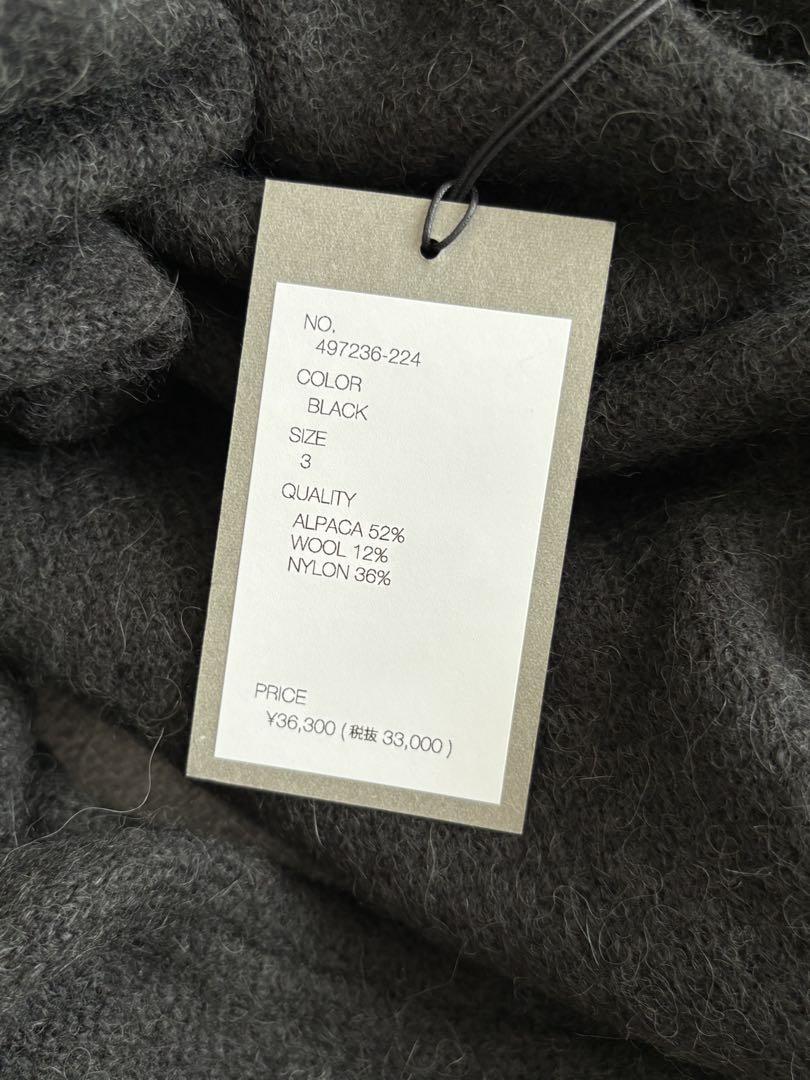 NO.
497236-224
COLOR
BLACK
SIZE
3
QUALITY
ALPACA 52%
WOOL 12%
NYLON 36%
PRICE
¥36,300 (税抜 33,000)